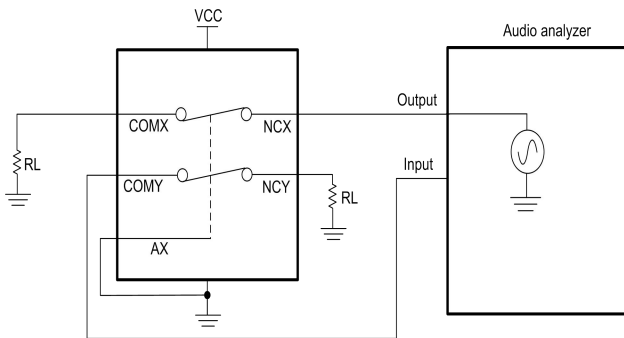 VCC
Audio analyzer
Output
COMX
NCX
RL
Input
COMY
NCY
RL
AX